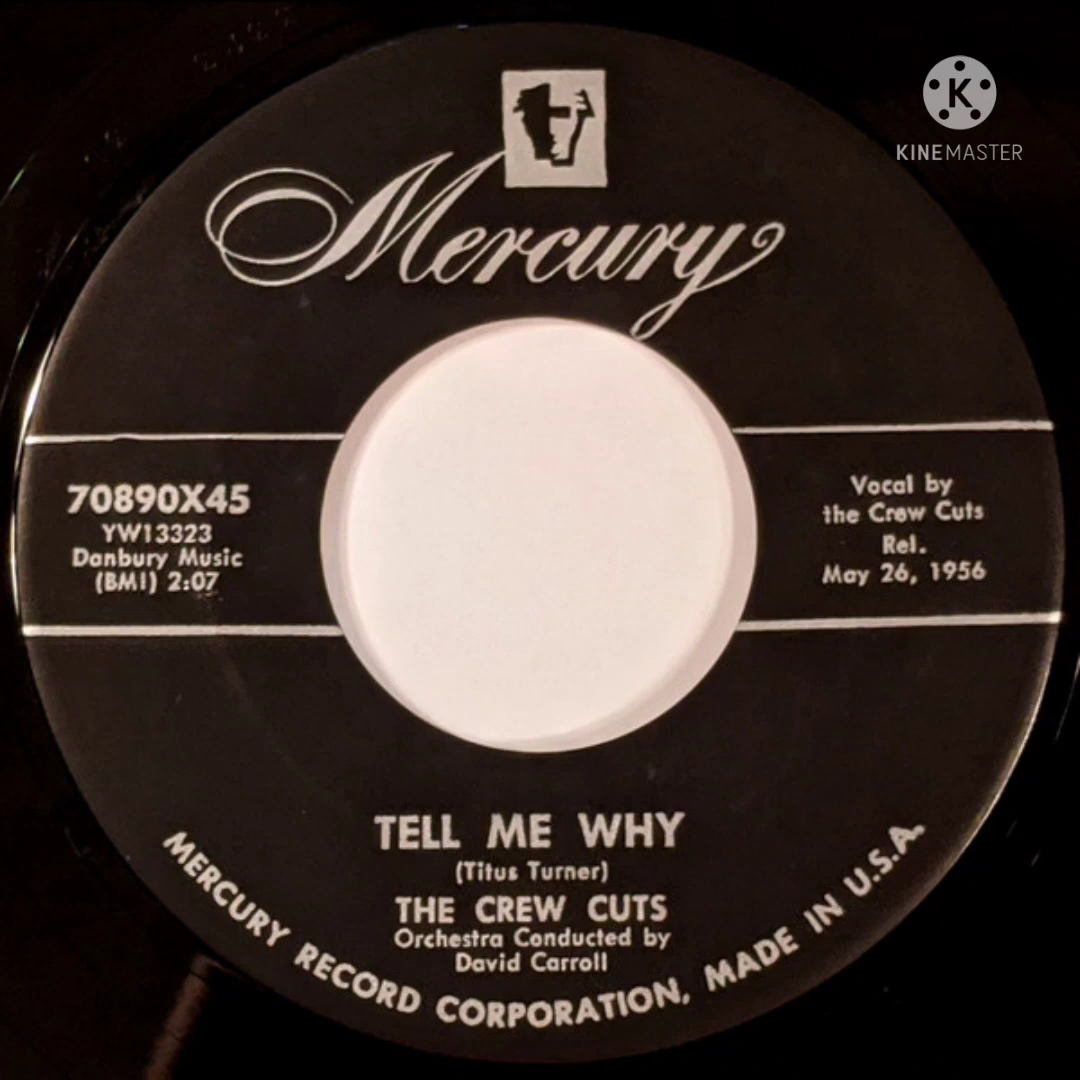 K
KINEMASTER
Mercury
70890X45
YW13323
Danbury Music
(BMI) 2:07
Vocal by
the Crew Cuts
Rel.
May 26, 1956
TELL ME WHY
(Titus Turner)
THE CREW CUTS
Orchestra Conducted by
David Carroll
MERCURY RECORD CORPORATION, MADE IN U.S.A.